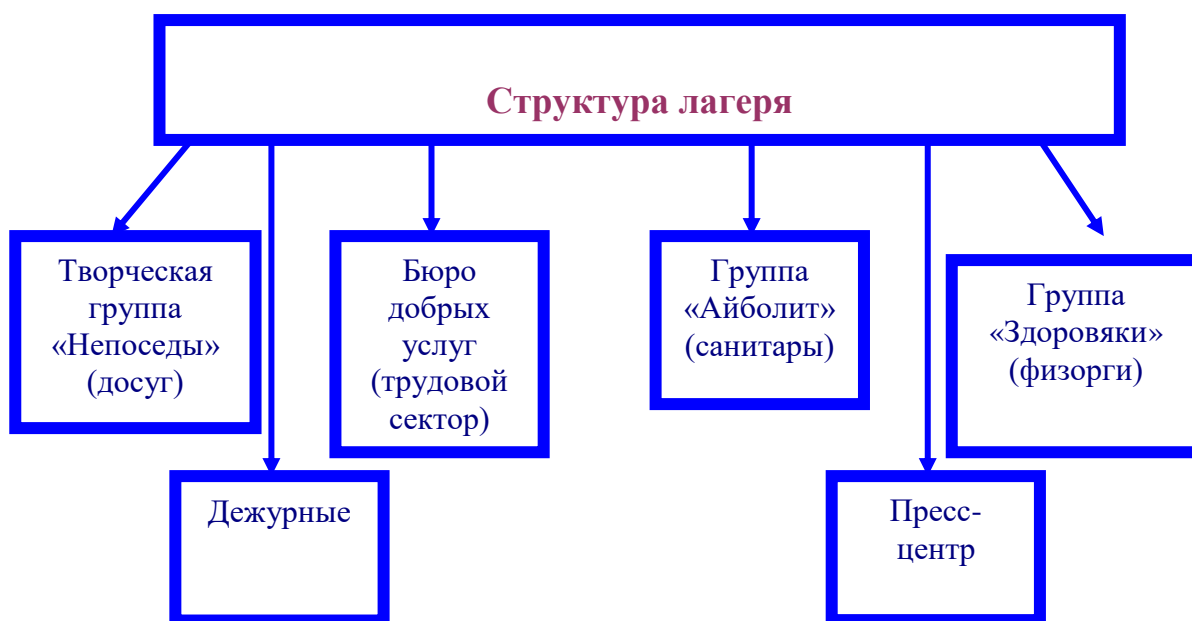 Структура лагеря
Творческая
группа
«Непоседы»
(досуг)
Бюро
добрых
услуг
(трудовой
сектор)
Группа
«Айболит»
(санитары)
Группа
«Здоровяки»
(физорги)
Дежурные
Пресс-
центр